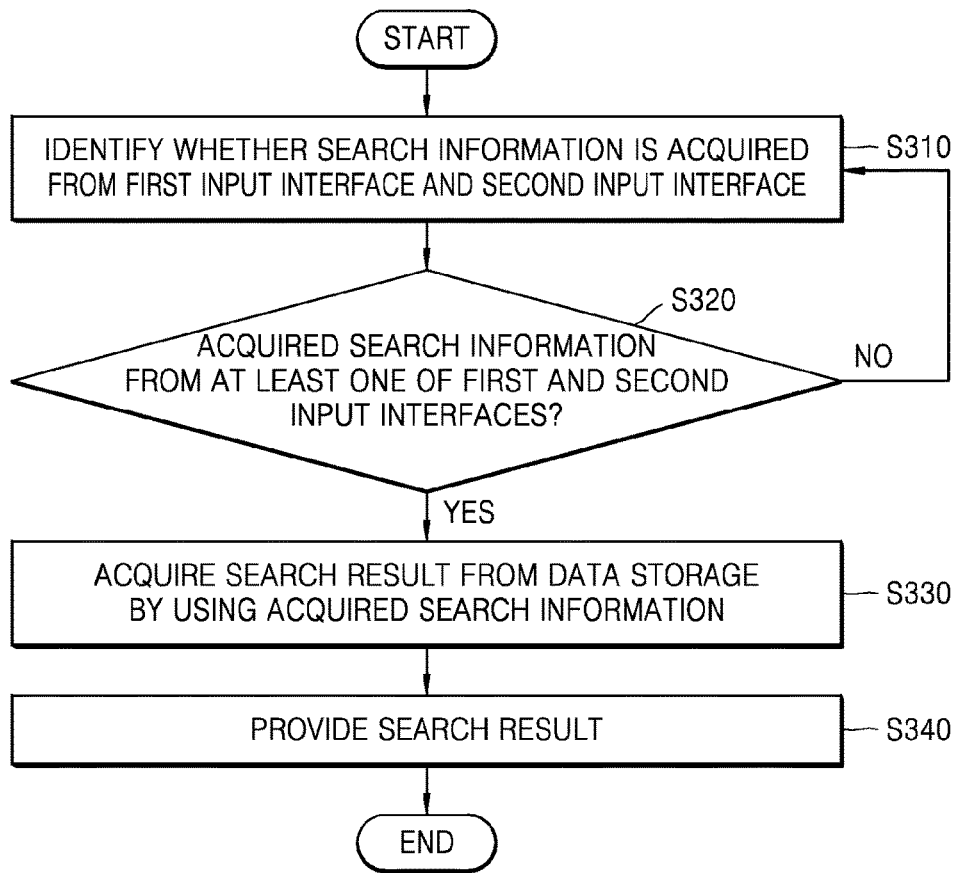 START
IDENTIFY WHETHER SEARCH INFORMATION IS ACQUIRED
FROM FIRST INPUT INTERFACE AND SECOND INPUT INTERFACE
S310
S320
ACQUIRED SEARCH INFORMATION
FROM AT LEAST ONE OF FIRST AND SECOND
INPUT INTERFACES?
NO
YES
ACQUIRE SEARCH RESULT FROM DATA STORAGE
BY USING ACQUIRED SEARCH INFORMATION
S330
PROVIDE SEARCH RESULT
S340
END